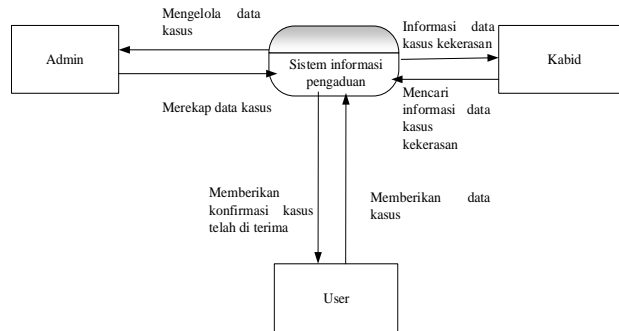 Mengelola data
kasus
Admin
Merekap data kasus
Sistem informasi
pengaduan
Informasi data
kasus kekerasan
Kabid
Mencari
informasi data
kasus
kekerasan
Memberikan
konfirmasi kasus
telah di terima
Memberikan data
kasus
User